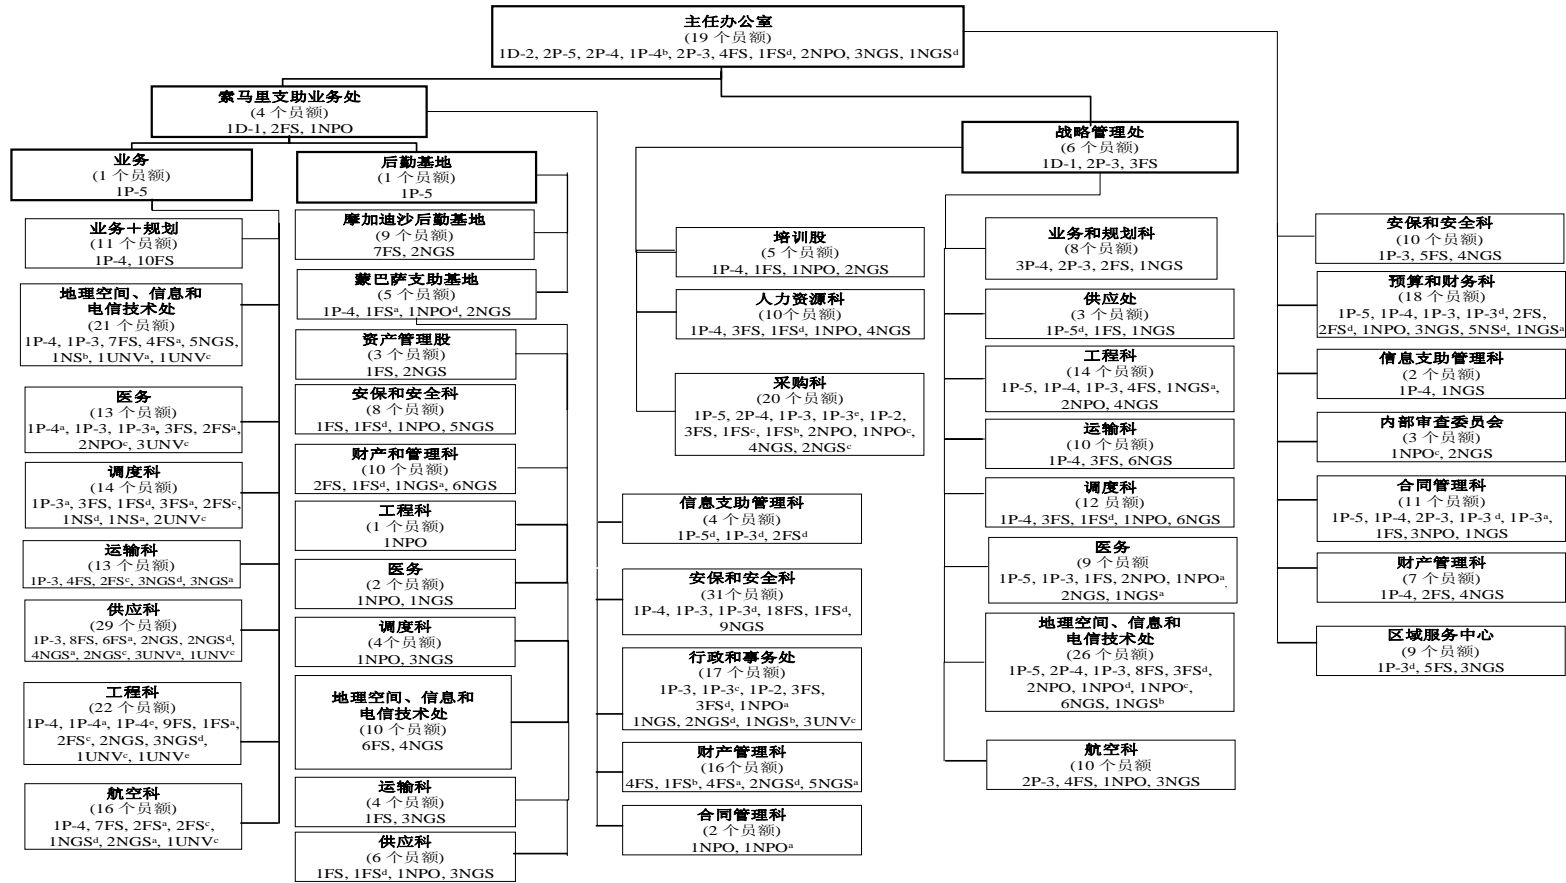 主任办公室
(19 个员额)
1D-2, 2P-5, 2P-4, 1P-4ᵇ, 2P-3, 4FS, 1FSᵈ, 2NPO, 3NGS, 1NGSᵈ
索马里支助业务处
(4 个员额)
1D-1, 2FS, 1NPO
战略管理处
(6 个员额)
1D-1, 2P-3, 3FS
业务
(1 个员额)
1P-5
业务十规划
(11 个员额)
1P-4, 10FS
地理空间、信息和
电信技术处
(21 个员额)
1P-4, 1P-3, 7FS, 4FSᵃ, 5NGS,
1NSᵇ, 1UNVᵃ, 1UNVᶜ
医务
(13 个员额)
1P-4ᵃ, 1P-3, 1P-3ᵃ, 3FS, 2FSᵃ,
2NPOᶜ, 3UNVᶜ
调度科
(14 个员额)
1P-3ᵃ, 3FS, 1FSᵈ, 3FSᵃ, 2FSᶜ,
1NSᵈ, 1NSᵃ, 2UNVᶜ
运输科
(13 个员额)
1P-3, 4FS, 2FSᶜ, 3NGSᵈ, 3NGSᵃ
供应科
(29 个员额)
1P-3, 8FS, 6FSᵃ, 2NGS, 2NGSᵈ,
4NGSᵃ, 2NGSᶜ, 3UNVᵃ, 1UNVᶜ
工程科
(22 个员额)
1P-4, 1P-4ᵃ, 1P-4ᵉ, 9FS, 1FSᵃ,
2FSᶜ, 2NGS, 3NGSᵈ,
1UNVᶜ, 1UNVᵉ
航空科
(16 个员额)
1P-4, 7FS, 2FSᵃ, 2FSᶜ,
1NGSᵈ, 2NGSᵃ, 1UNVᶜ
后勤基地
(1 个员额)
1P-5
摩加迪沙后勤基地
(9 个员额)
7FS, 2NGS
蒙巴萨支助基地
(5 个员额)
1P-4, 1FSᵃ, 1NPOᵈ, 2NGS
资产管理股
(3 个员额)
1FS, 2NGS
安保和安全科
(8 个员额)
1FS, 1FSᵈ, 1NPO, 5NGS
财产和管理科
(10 个员额)
2FS, 1FSᵈ, 1NGSᵃ, 6NGS
工程科
(1 个员额)
1NPO
医务
(2 个员额)
1NPO, 1NGS
调度科
(4个员额)
1NPO, 3NGS
地理空间、信息和
电信技术处
(10 个员额)
6FS, 4NGS
运输科
(4 个员额)
1FS, 3NGS
供应科
(6 个员额)
1FS, 1FSᵈ, 1NPO, 3NGS
信息支助管理科
(4 个员额)
1P-5ᵈ, 1P-3ᵈ, 2FSᵈ
安保和安全科
(31个员额)
1P-4, 1P-3, 1P-3ᵈ, 18FS, 1FSᵈ,
9NGS
行政和事务处
(17 个员额)
1P-3, 1P-3ᶜ, 1P-2, 3FS,
3FSᵈ, 1NPOᵃ
1NGS, 2NGSᵈ, 1NGSᵇ, 3UNVᶜ
财产管理科
(16个员额)
4FS, 1FSᵇ, 4FSᵃ, 2NGSᵈ, 5NGSᵃ
合同管理科
(2 个员额)
1NPO, 1NPOᵃ
培训股
(5 个员额)
1P-4, 1FS, 1NPO, 2NGS
人力资源科
(10个员额)
1P-4, 3FS, 1FSᵈ, 1NPO, 4NGS
采购科
(20 个员额)
1P-5, 2P-4, 1P-3, 1P-3ᵉ, 1P-2,
3FS, 1FSᶜ, 1FSᵇ, 2NPO, 1NPOᶜ,
4NGS, 2NGSᶜ
业务和规划科
(8个员额)
3P-4, 2P-3, 2FS, 1NGS
供应处
(3 个员额)
1P-5ᵈ, 1FS, 1NGS
工程科
(14 个员额)
1P-5, 1P-4, 1P-3, 4FS, 1NGSᵃ,
2NPO, 4NGS
运输科
(10 个员额)
1P-4, 3FS, 6NGS
调度科
(12 员额)
1P-4, 3FS, 1FSᵈ, 1NPO, 6NGS
医务
(9 个员额
1P-5, 1P-3, 1FS, 2NPO, 1NPOᵃ,
2NGS, 1NGSᵃ
地理空间、信息和
电信技术处
(26 个员额)
1P-5, 2P-4, 1P-3, 8FS, 3FSᵈ,
2NPO, 1NPOᵈ, 1NPOᶜ,
6NGS, 1NGSᵇ
航空科
(10 个员额
2P-3, 4FS, 1NPO, 3NGS
安保和安全科
(10 个员额)
1P-3, 5FS, 4NGS
预算和财务科
(18 个员额)
1P-5, 1P-4, 1P-3, 1P-3ᵈ, 2FS,
2FSᵈ, 1NPO, 3NGS, 5NSᵈ, 1NGSᵃ
信息支助管理科
(2 个员额)
1P-4, 1NGS
内部审查委员会
(3 个员额)
1NPOᶜ, 2NGS
合同管理科
(11 个员额)
1P-5, 1P-4, 2P-3, 1P-3ᵈ, 1P-3ᵃ,
1FS, 3NPO, 1NGS
财产管理科
(7 个员额)
1P-4, 2FS, 4NGS
区域服务中心
(9 个员额)
1P-3ᵈ, 5FS, 3NGS